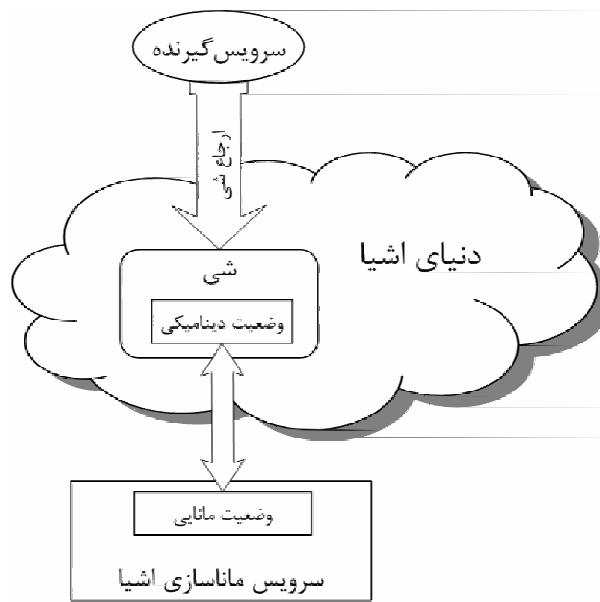 سرویس‌گیرنده
ارجاع شی
دنیای اشیا
شی
وضعیت دینامیکی
وضعیت مانایی
سرویس ماناسازی اشیا